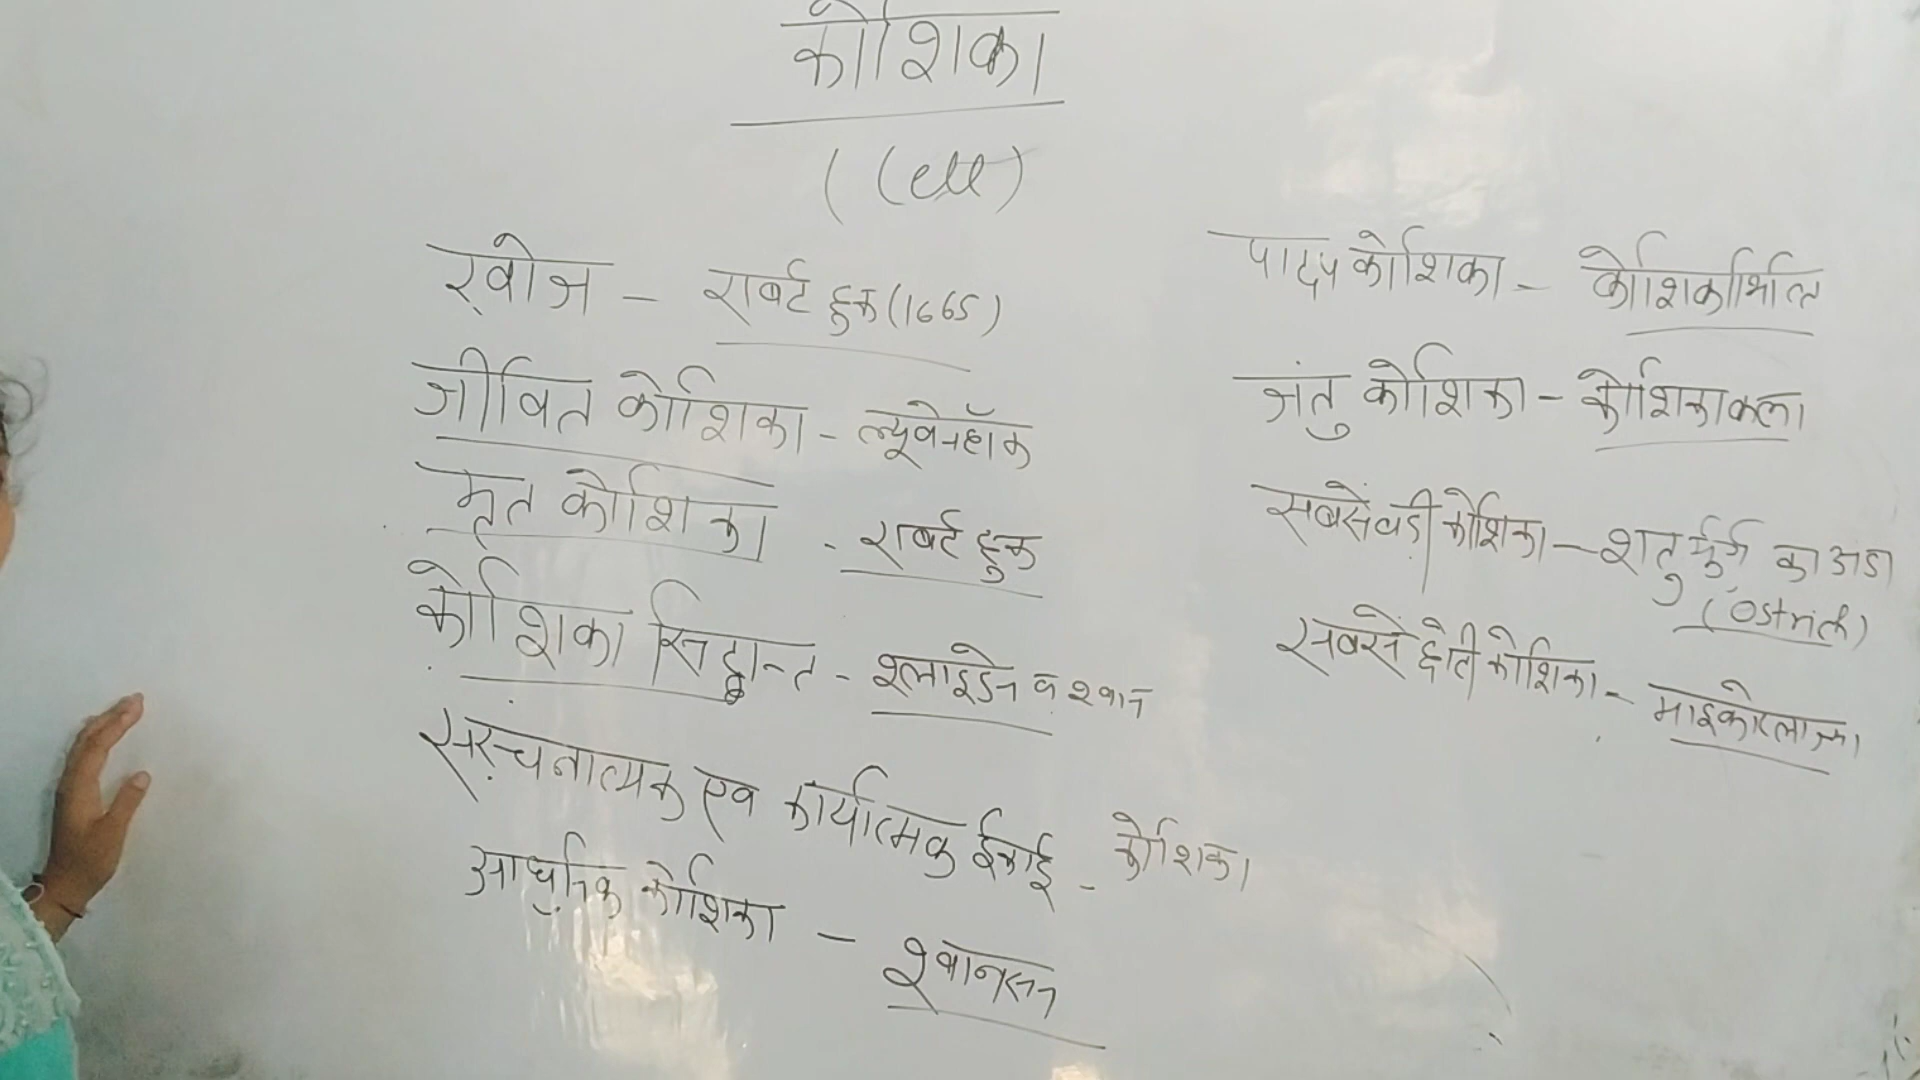 कोशिका
(Cell)
खोज - राबर्ट हुक (1665)
जीवित कोशिका - ल्यूवेनहॉक
मृत कोशिका - राबर्ट हुक
कोशिका सिद्धान्त - श्लाइडेन व श्वान
संरचनात्मक एवं कार्यात्मक ईकाई - कोशिका
आधुनिक कोशिका - श्वानसन
पादप कोशिका - कोशिकाभित्ति
जंतु कोशिका - कोशिकाकला
सबसे बड़ी कोशिका - शतुर्मुर्ग का अंडा
(Ostrich)
सबसे छोटी कोशिका - माइकोप्लाज्मा